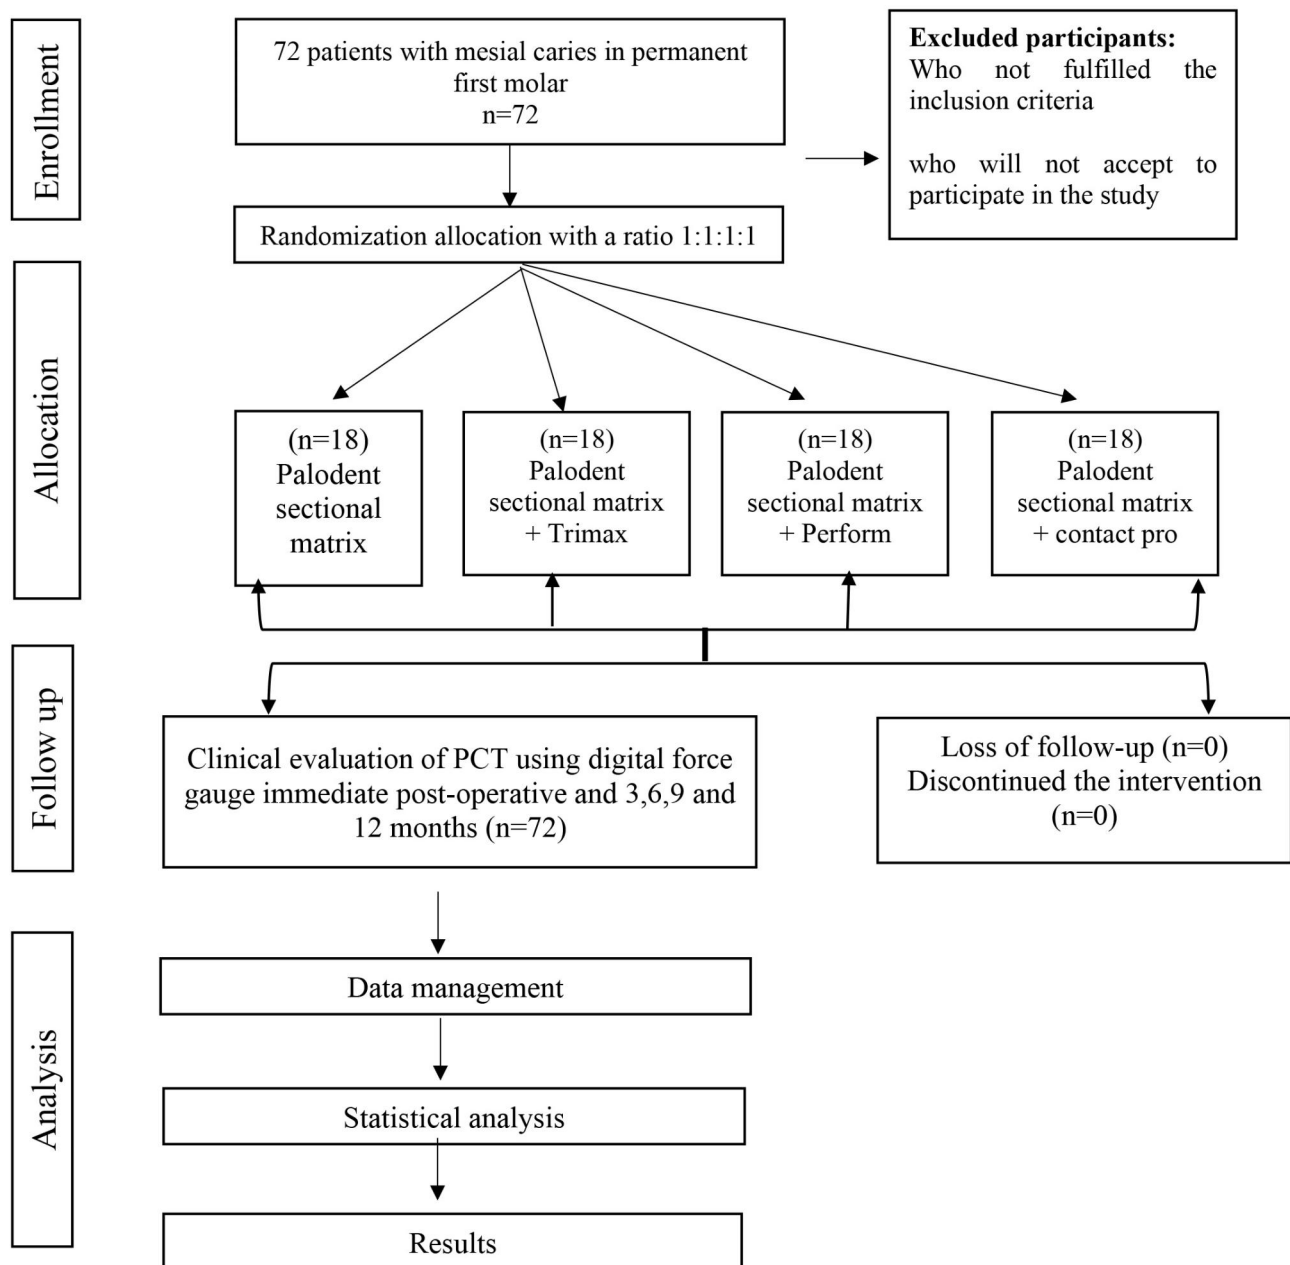 Enrollment
72 patients with mesial caries in permanent
first molar
n=72
Excluded participants:
Who not fulfilled the
inclusion criteria
who will not accept to
participate in the study
Randomization allocation with a ratio 1:1:1:1
Allocation
(n=18)
Palodent
sectional
matrix
(n=18)
Palodent
sectional matrix
+ Trimax
(n=18)
Palodent
sectional matrix
+ Perform
(n=18)
Palodent
sectional matrix
+ contact pro
Follow up
Clinical evaluation of PCT using digital force
gauge immediate post-operative and 3,6,9 and
12 months (n=72)
Loss of follow-up (n=0)
Discontinued the intervention
(n=0)
Analysis
Data management
Statistical analysis
Results